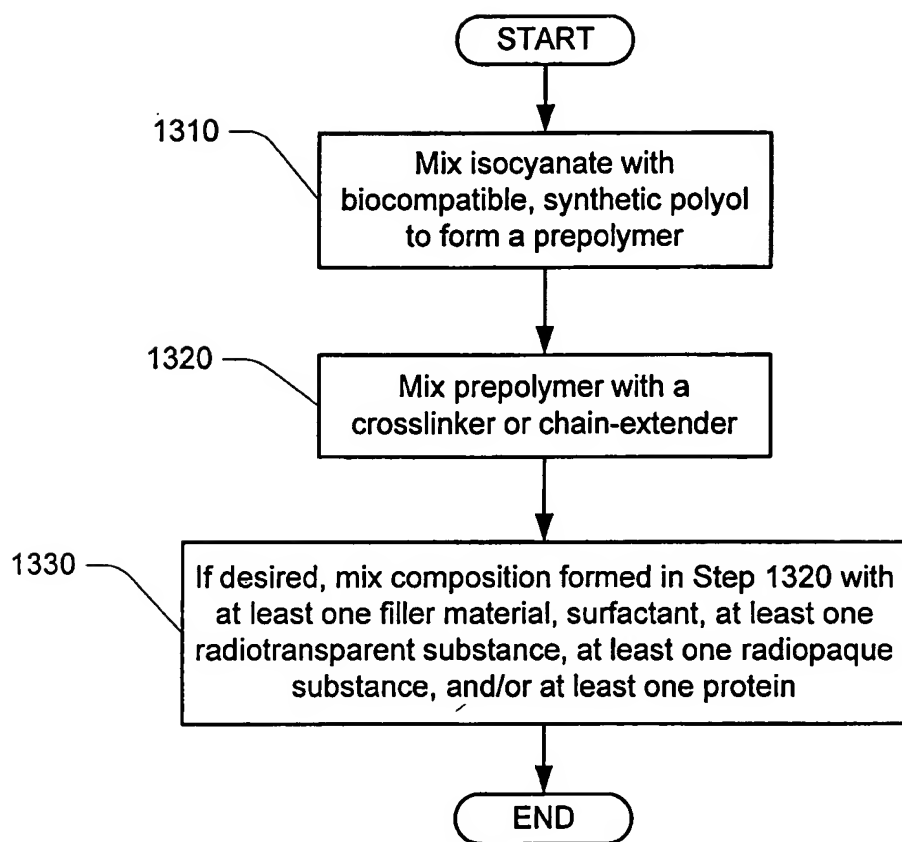 START
1310
Mix isocyanate with
biocompatible, synthetic polyol
to form a prepolymer
1320
Mix prepolymer with a
crosslinker or chain-extender
1330
If desired, mix composition formed in Step 1320 with
at least one filler material, surfactant, at least one
radiotransparent substance, at least one radiopaque
substance, and/or at least one protein
END